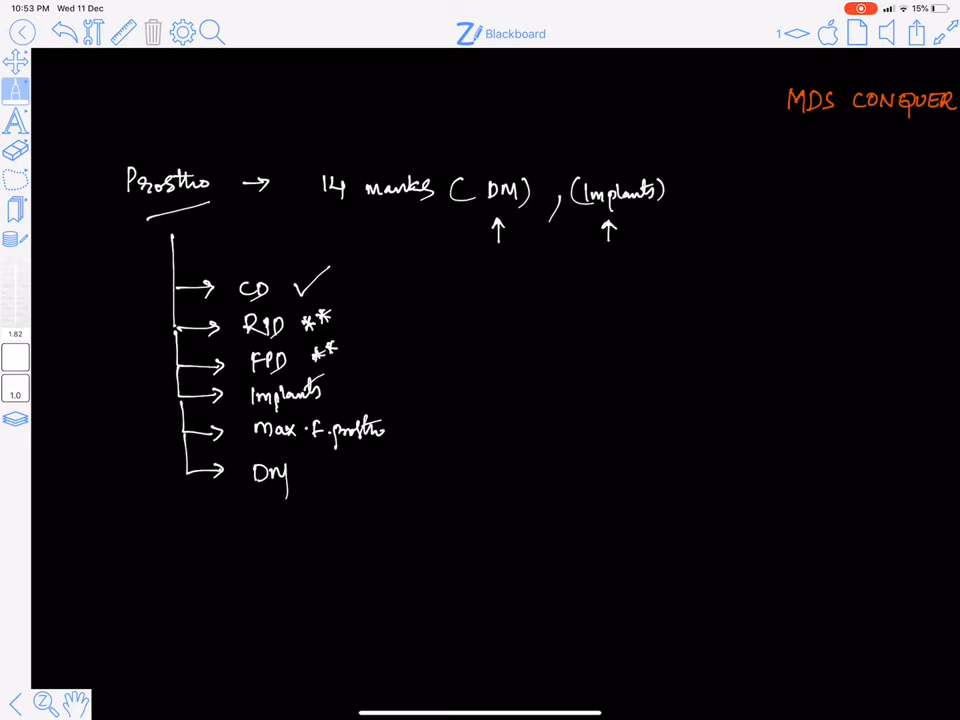 10:53 PM Wed 11 Dec 15%
Blackboard
1
MDS CONQUER
Prostho → 14 marks (DM), (Implants)
CD ✓
RPD **
FPD **
1.82
1.0
Implants
Max.F.prostho
DM